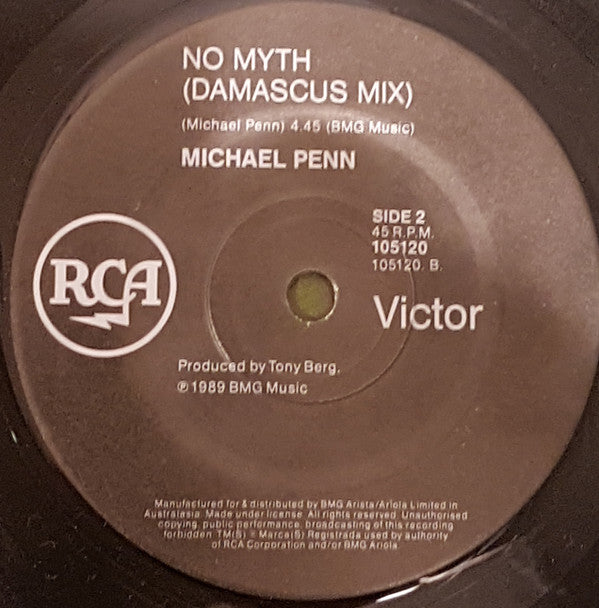 NO MYTH
(DAMASCUS MIX)
(Michael Penn) 4.45 (BMG Music)
MICHAEL PENN
SIDE 2
45 R.P.M.
105120
105120. B.
RCA
Victor
Produced by Tony Berg.
℗ 1989 BMG Music
Manufactured for & distributed by BMG Arista/Ariola Limited in
Australasia. Made under license. All rights reserved. Unauthorised
copying, public performance, broadcasting of this recording
forbidden. TM(S) ® Marca(S) Registrada used by authority
of RCA Corporation and/or BMG Ariola.